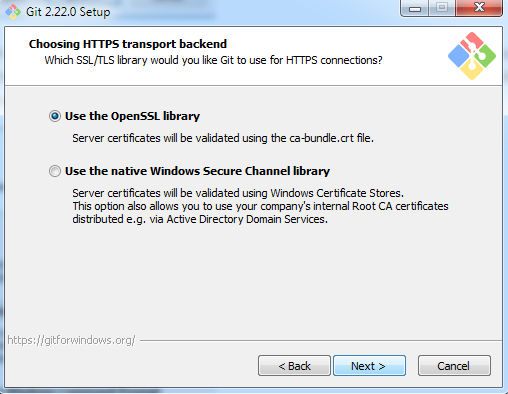 Git 2.22.0 Setup
Choosing HTTPS transport backend
Which SSL/TLS library would you like Git to use for HTTPS connections?
Use the OpenSSL library
Server certificates will be validated using the ca-bundle.crt file.
Use the native Windows Secure Channel library
Server certificates will be validated using Windows Certificate Stores.
This option also allows you to use your company's internal Root CA certificates
distributed e.g. via Active Directory Domain Services.
https://gitforwindows.org/
< Back
Next >
Cancel